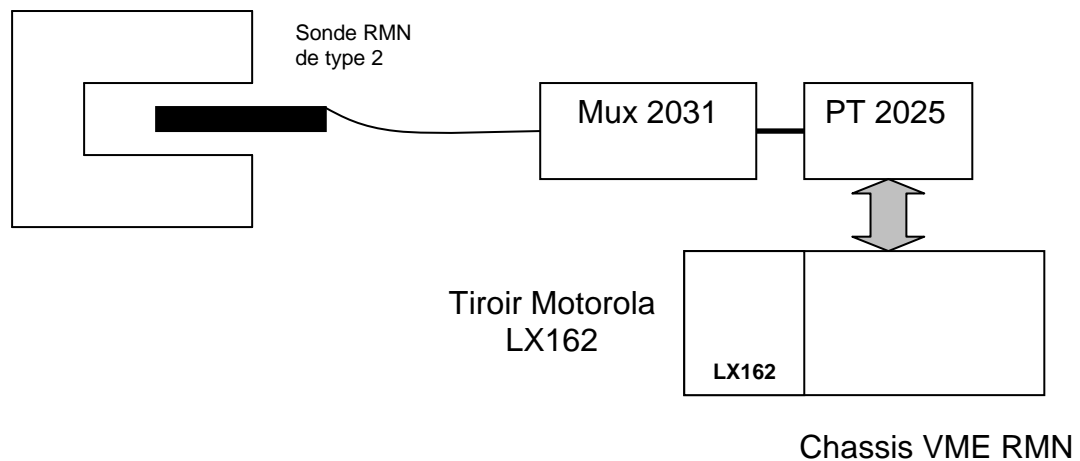 Sonde RMN
de type 2
Mux 2031
PT 2025
Tiroir Motorola
LX162
LX162
Chassis VME RMN